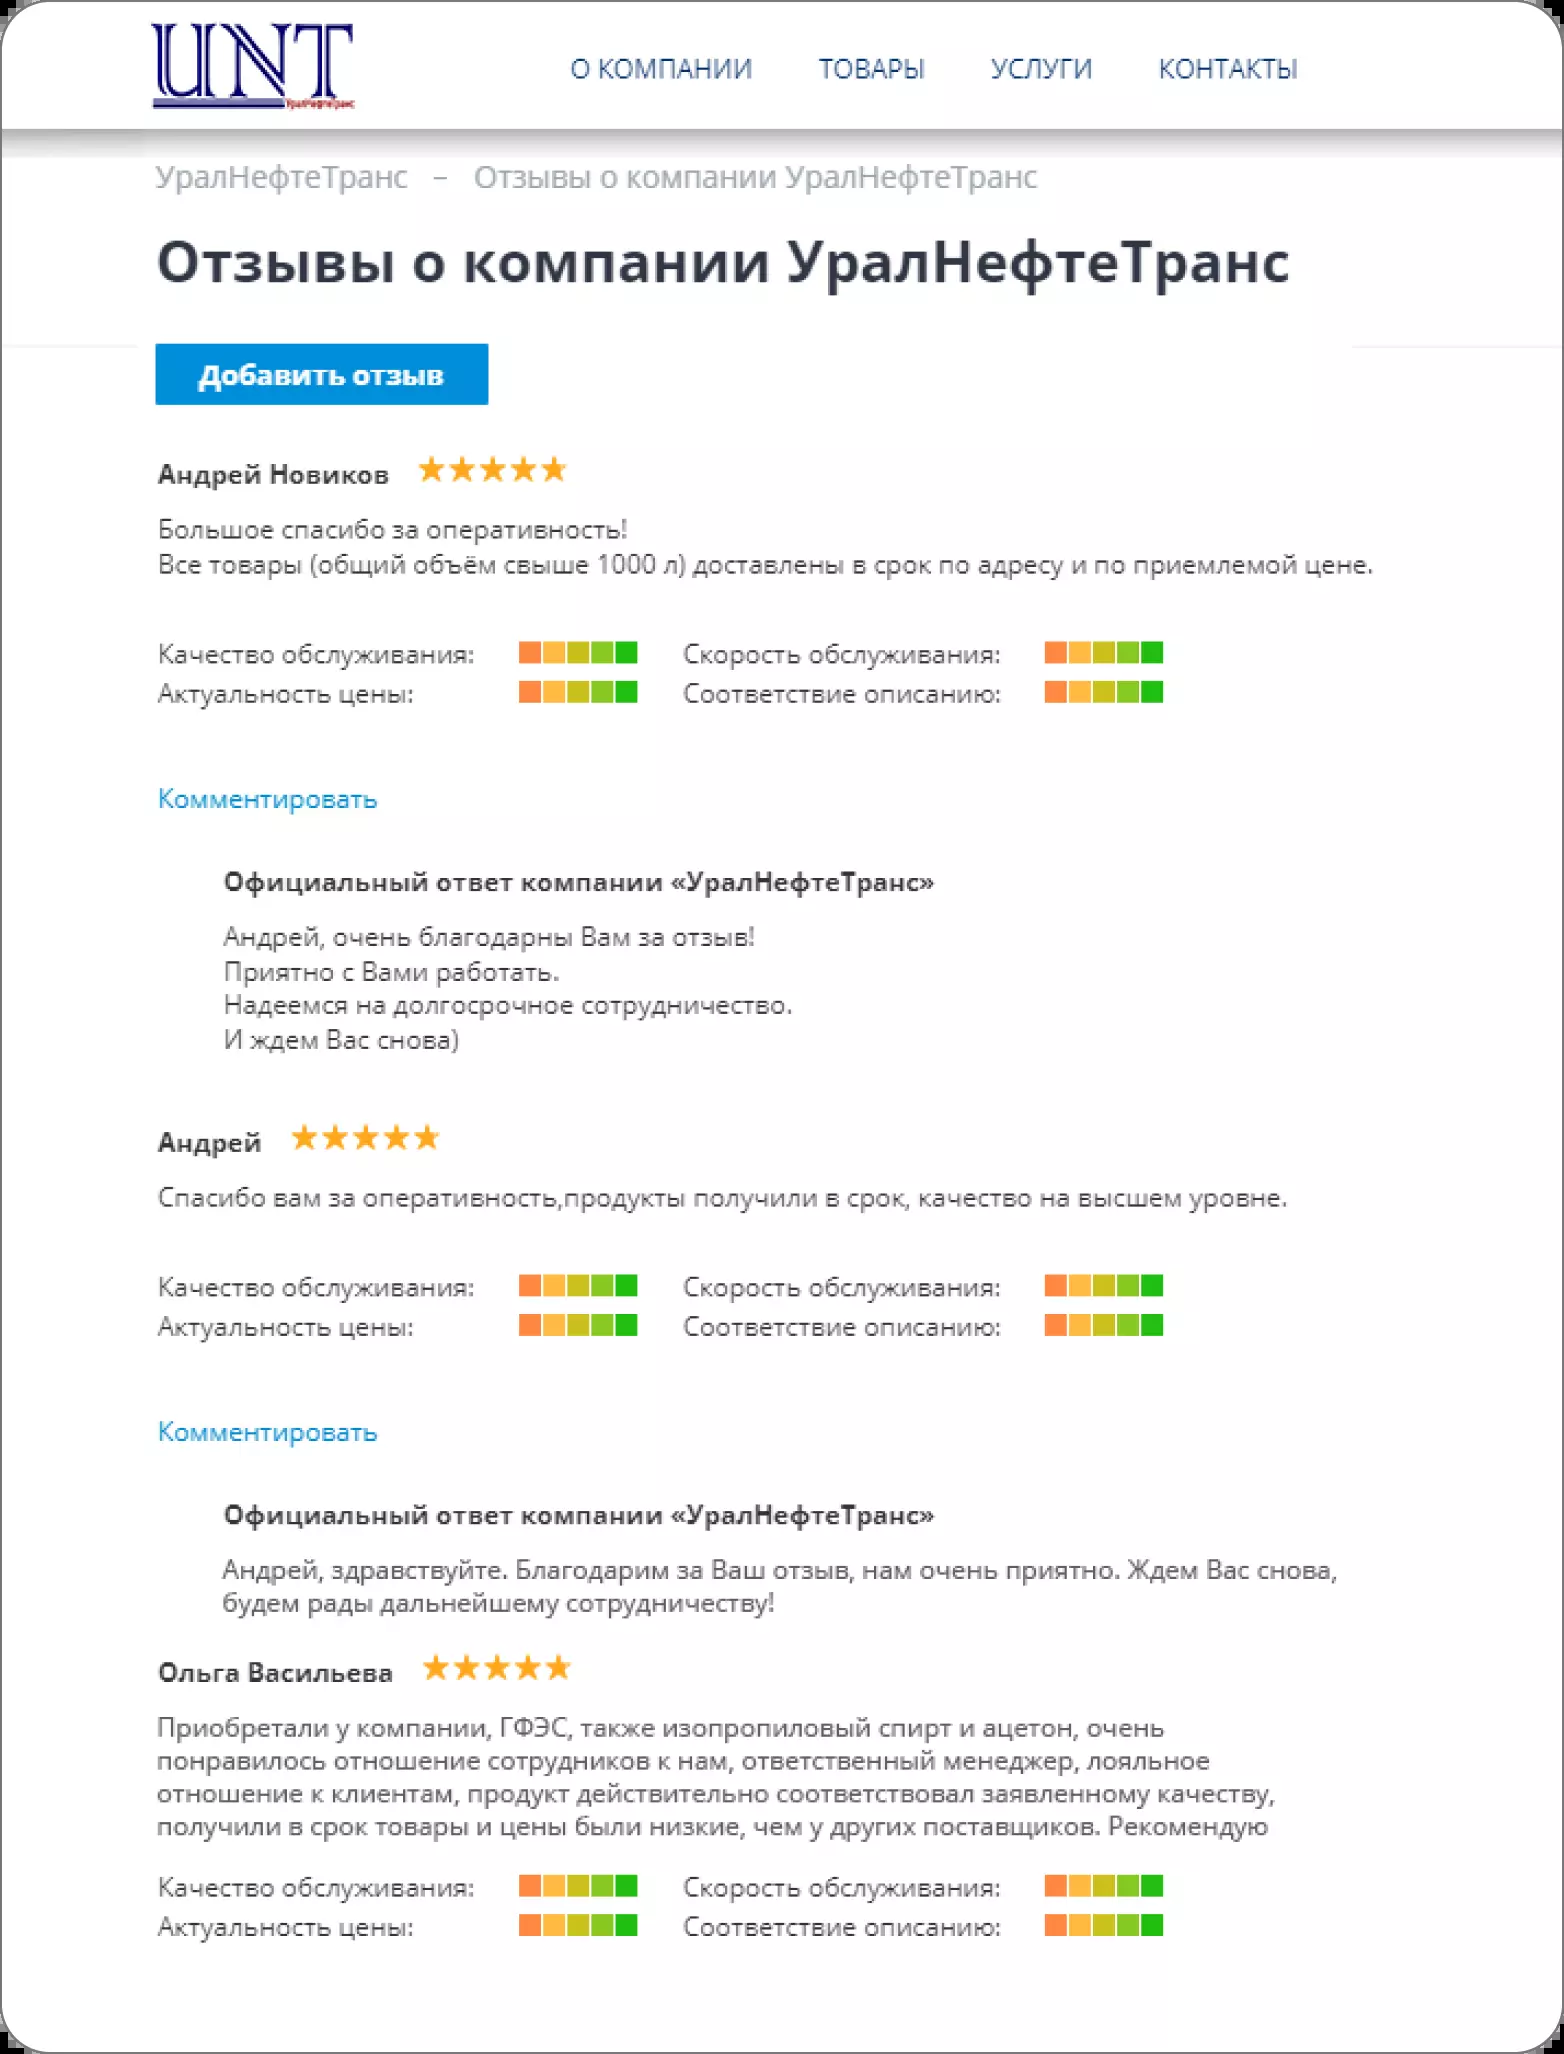 UNT
УралНефтеТранс
О КОМПАНИИ ТОВАРЫ УСЛУГИ КОНТАКТЫ
УралНефтеТранс – Отзывы о компании УралНефтеТранс
Отзывы о компании УралНефтеТранс
Добавить отзыв
Андрей Новиков
Большое спасибо за оперативность!
Все товары (общий объём свыше 1000 л) доставлены в срок по адресу и по приемлемой цене.
Качество обслуживания: Скорость обслуживания:
Актуальность цены: Соответствие описанию:
Комментировать
Официальный ответ компании «УралНефтеТранс»
Андрей, очень благодарны Вам за отзыв!
Приятно с Вами работать.
Надеемся на долгосрочное сотрудничество.
И ждем Вас снова)
Андрей
Спасибо вам за оперативность,продукты получили в срок, качество на высшем уровне.
Качество обслуживания: Скорость обслуживания:
Актуальность цены: Соответствие описанию:
Комментировать
Официальный ответ компании «УралНефтеТранс»
Андрей, здравствуйте. Благодарим за Ваш отзыв, нам очень приятно. Ждем Вас снова,
будем рады дальнейшему сотрудничеству!
Ольга Васильева
Приобретали у компании, ГФЭС, также изопропиловый спирт и ацетон, очень
понравилось отношение сотрудников к нам, ответственный менеджер, лояльное
отношение к клиентам, продукт действительно соответствовал заявленному качеству,
получили в срок товары и цены были низкие, чем у других поставщиков. Рекомендую
Качество обслуживания: Скорость обслуживания:
Актуальность цены: Соответствие описанию: